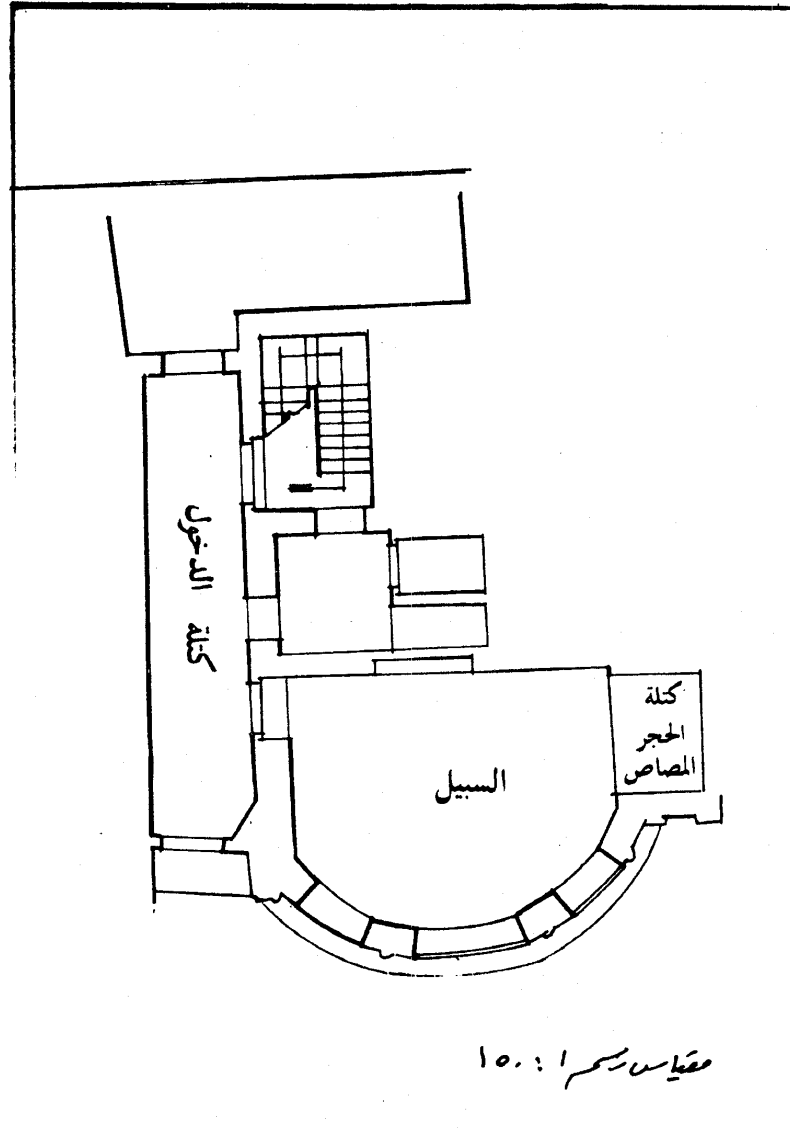 كتلة الدخول
كتلة
الحجر
المصاص
السبيل
مقياس رسم ١ : ١٥٠